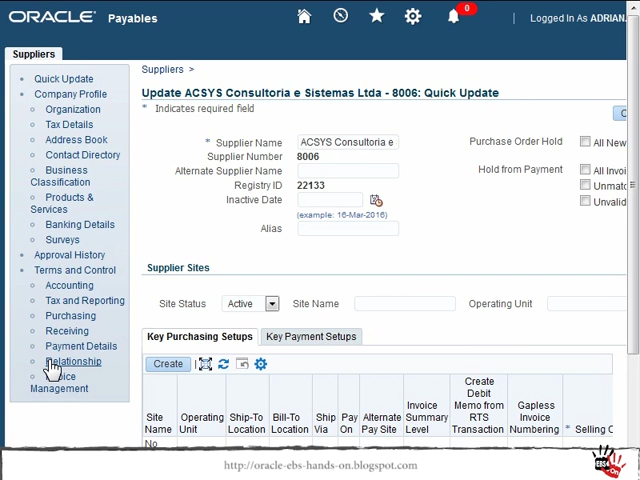 ORACLE Payables
0
Logged In As ADRIAN.
Suppliers
Quick Update
Company Profile
Organization
Tax Details
Address Book
Contact Directory
Business
Classification
Products &
Services
Banking Details
Surveys
Approval History
Terms and Control
Accounting
Tax and Reporting
Purchasing
Receiving
Payment Details
Relationship
Management
Suppliers >
Update ACSYS Consultoria e Sistemas Ltda - 8006: Quick Update
* Indicates required field
* Supplier Name ACSYS Consultoria e
Supplier Number 8006
Alternate Supplier Name
Registry ID 22133
Inactive Date
(example: 16-Mar-2016)
Alias
Purchase Order Hold All New
Hold from Payment All Invoi
Unmat
Unvalid
Supplier Sites
Site Status Active Site Name Operating Unit
Key Purchasing Setups Key Payment Setups
Create
Site Name
Operating Unit
Ship-To Location
Bill-To Location
Ship Via
Pay On
Alternate Pay Site
Invoice Summary Level
Create Debit Memo from RTS Transaction
Gapless Invoice Numbering
* Selling C
No
http://oracle-ebs-hands-on.blogspot.com
EBS